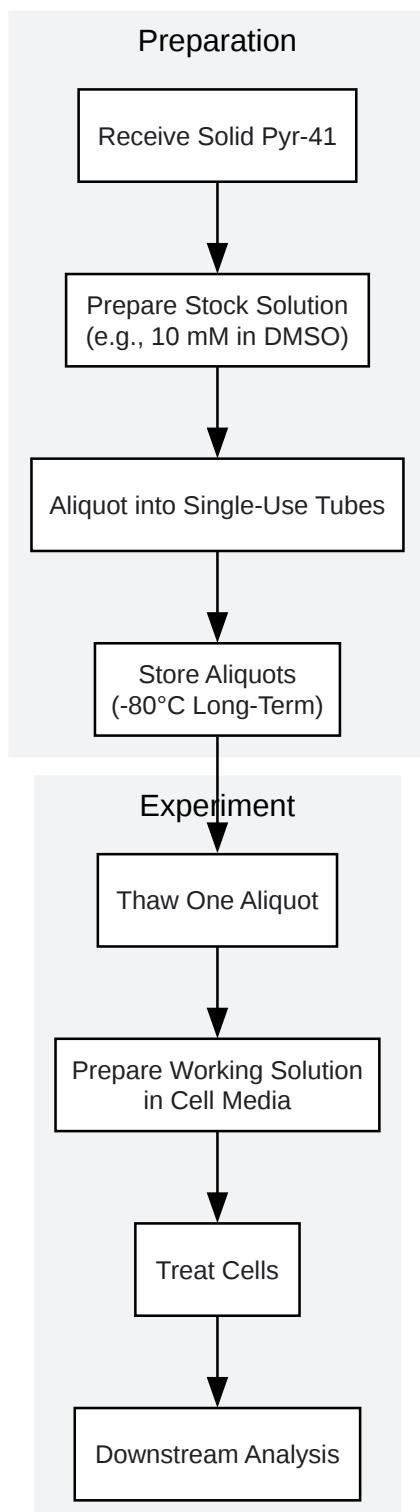 Preparation
Receive Solid Pyr-41
Prepare Stock Solution
(e.g., 10 mM in DMSO)
Aliquot into Single-Use Tubes
Store Aliquots
(-80°C Long-Term)
Experiment
Thaw One Aliquot
Prepare Working Solution
in Cell Media
Treat Cells
Downstream Analysis